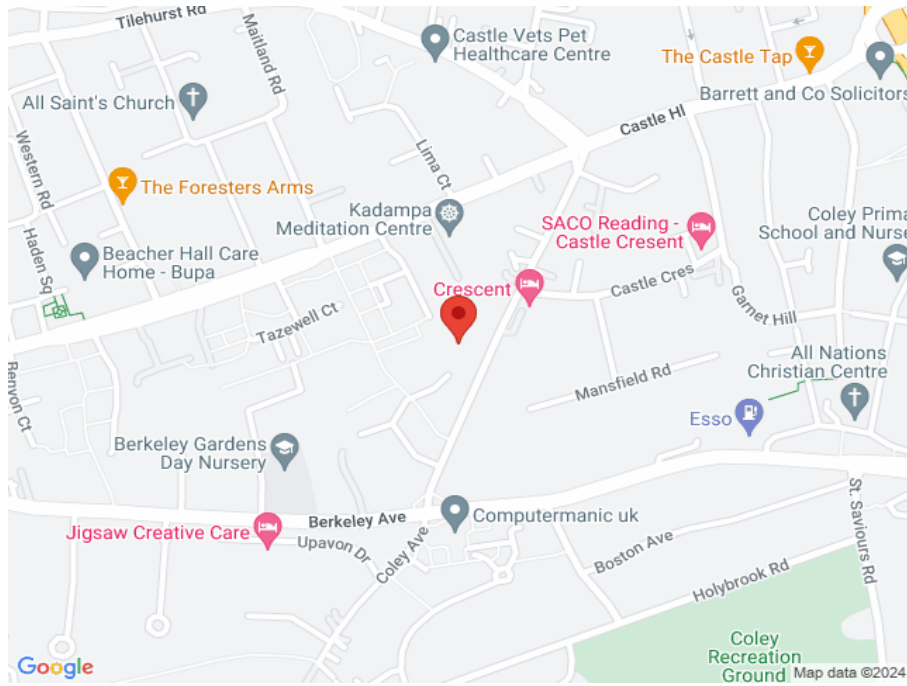 Tilehurst Rd
Maitland Rd
Castle Vets Pet
Healthcare Centre
The Castle Tap
Barrett and Co Solicitors
All Saint's Church
Castle Hl
Western Rd
Lima Ct
The Foresters Arms
Kadampa
Meditation Centre
SACO Reading -
Castle Cresent
Coley Prima
School and Nurse
Haden Sq
Beacher Hall Care
Home - Bupa
Crescent
Castle Cres
Garnet Hill
Tazewell Ct
All Nations
Christian Centre
Benyon Ct
Mansfield Rd
Esso
Berkeley Gardens
Day Nursery
St. Saviours Rd
Berkeley Ave
Computermanic uk
Jigsaw Creative Care
Upavon Dr
Coley Ave
Boston Ave
Holybrook Rd
Coley
Recreation
Ground
Google
Map data ©2024